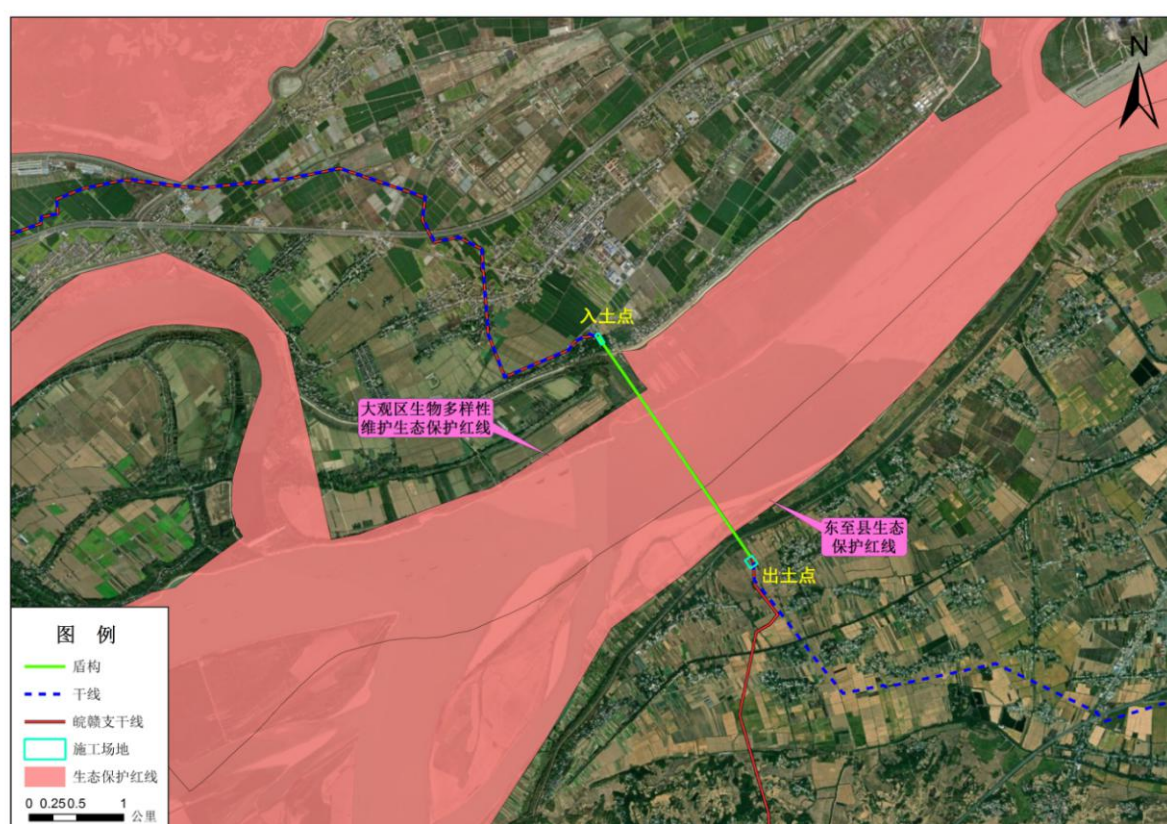 N
入土点
大观区生物多样性
维护生态保护红线
东至县生态
保护红线
出土点
图 例
盾构
干线
皖赣支干线
施工场地
生态保护红线
0 0.25 0.5 1
公里